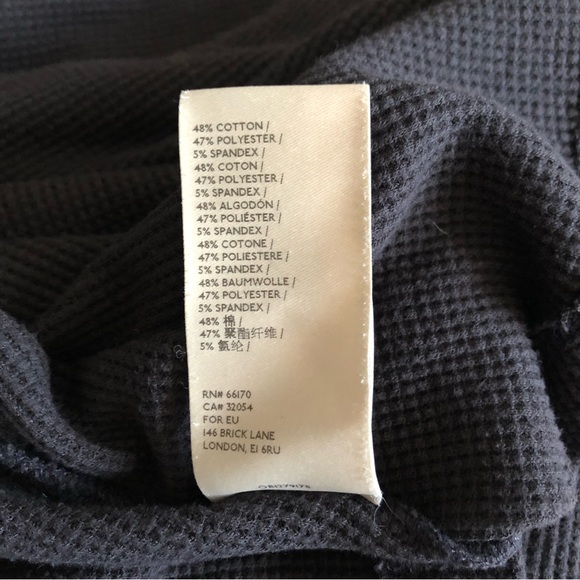 48% COTTON /
47% POLYESTER /
5% SPANDEX /
48% COTON /
47% POLYESTER /
5% SPANDEX /
48% ALGODÓN /
47% POLIÉSTER /
5% SPANDEX /
48% COTONE /
47% POLIESTERE /
5% SPANDEX /
48% BAUMWOLLE /
47% POLYESTER /
5% SPANDEX /
48% 棉 /
47% 聚酯纤维 /
5% 氨纶 /
RN# 66170
CA# 32054
FOR EU
146 BRICK LANE
LONDON, E1 6RU